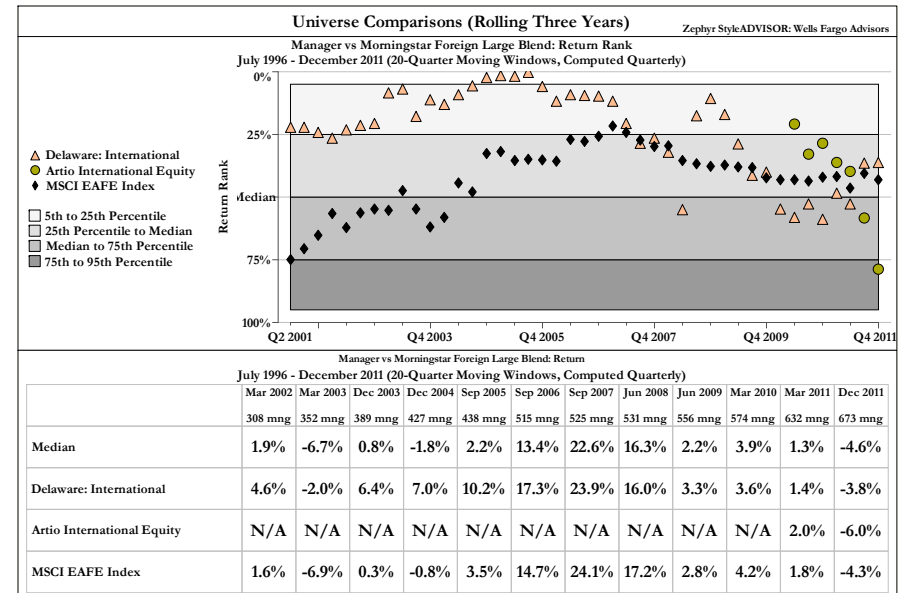 Universe Comparisons (Rolling Three Years)
Zephyr StyleADVISOR: Wells Fargo Advisors
Manager vs Morningstar Foreign Large Blend: Return Rank
July 1996 - December 2011 (20-Quarter Moving Windows, Computed Quarterly)
Delaware: International
Artio International Equity
MSCI EAFE Index
5th to 25th Percentile
25th Percentile to Median
Median to 75th Percentile
75th to 95th Percentile
Return Rank
0%
25%
Median
75%
100%
Q2 2001 Q4 2003 Q4 2005 Q4 2007 Q4 2009 Q4 2011
Manager vs Morningstar Foreign Large Blend: Return
July 1996 - December 2011 (20-Quarter Moving Windows, Computed Quarterly)
Mar 2002 Mar 2003 Dec 2003 Dec 2004 Sep 2005 Sep 2006 Sep 2007 Jun 2008 Jun 2009 Mar 2010 Mar 2011 Dec 2011
308 mng 352 mng 389 mng 427 mng 438 mng 515 mng 525 mng 531 mng 556 mng 574 mng 632 mng 673 mng
Median 1.9% -6.7% 0.8% -1.8% 2.2% 13.4% 22.6% 16.3% 2.2% 3.9% 1.3% -4.6%
Delaware: International 4.6% -2.0% 6.4% 7.0% 10.2% 17.3% 23.9% 16.0% 3.3% 3.6% 1.4% -3.8%
Artio International Equity N/A N/A N/A N/A N/A N/A N/A N/A N/A N/A 2.0% -6.0%
MSCI EAFE Index 1.6% -6.9% 0.3% -0.8% 3.5% 14.7% 24.1% 17.2% 2.8% 4.2% 1.8% -4.3%